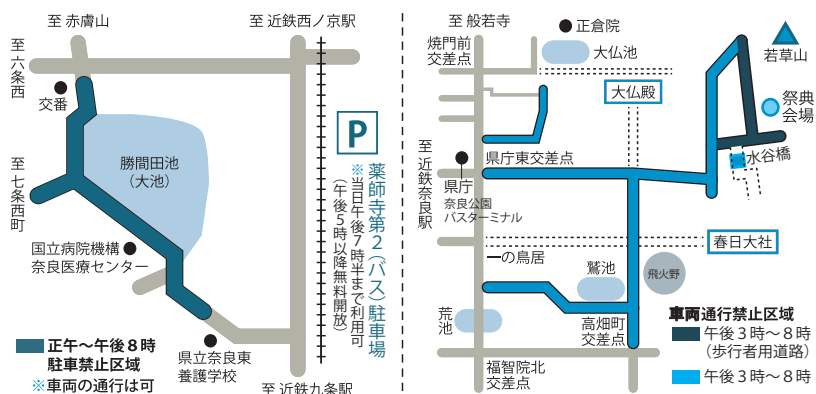 至 赤膚山
至 近鉄西ノ京駅
至六条西
交番
勝間田池
（大池）
至七条西町
国立病院機構
奈良医療センター
P
薬師寺第２（バス）駐車場
※当日午後７時半まで利用可
（午後５時以降無料開放）
県立奈良東
養護学校
至 近鉄九条駅
正午～午後８時
駐車禁止区域
※車両の通行は可
至 般若寺
正倉院
焼門前
交差点
大仏池
若草山
大仏殿
祭典
会場
水谷橋
県庁東交差点
至近鉄奈良駅
県庁
奈良公園
バスターミナル
春日大社
一の鳥居
鷲池
飛火野
荒池
高畑町
交差点
福智院北
交差点
車両通行禁止区域
午後３時～８時
（歩行者用道路）
午後３時～８時